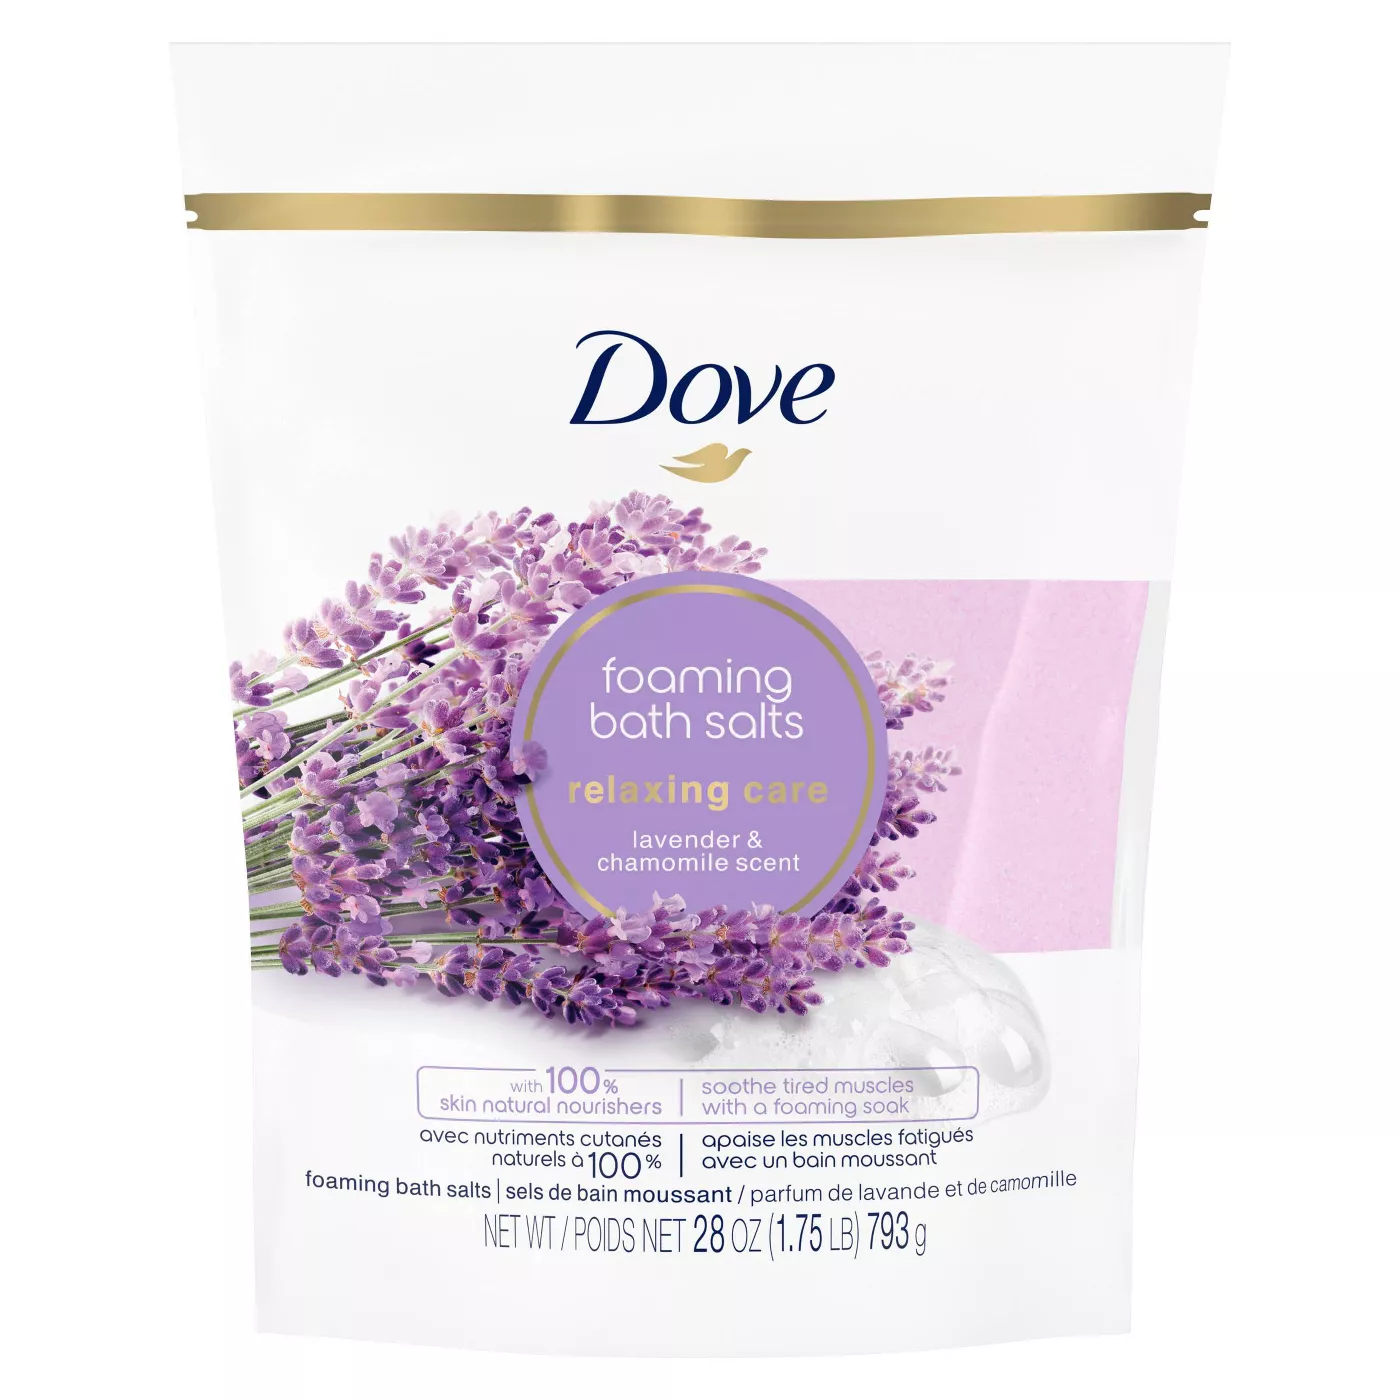 Dove
foaming
bath salts
relaxing care
lavender &
chamomile scent
with 100%
skin natural nourishers
soothe tired muscles
with a foaming soak
avec nutriments cutanés
naturels à 100%
apaise les muscles fatigués
avec un bain moussant
foaming bath salts | sels de bain moussant / parfum de lavande et de camomille
NET WT / POIDS NET 28 OZ (1.75 LB) 793 g